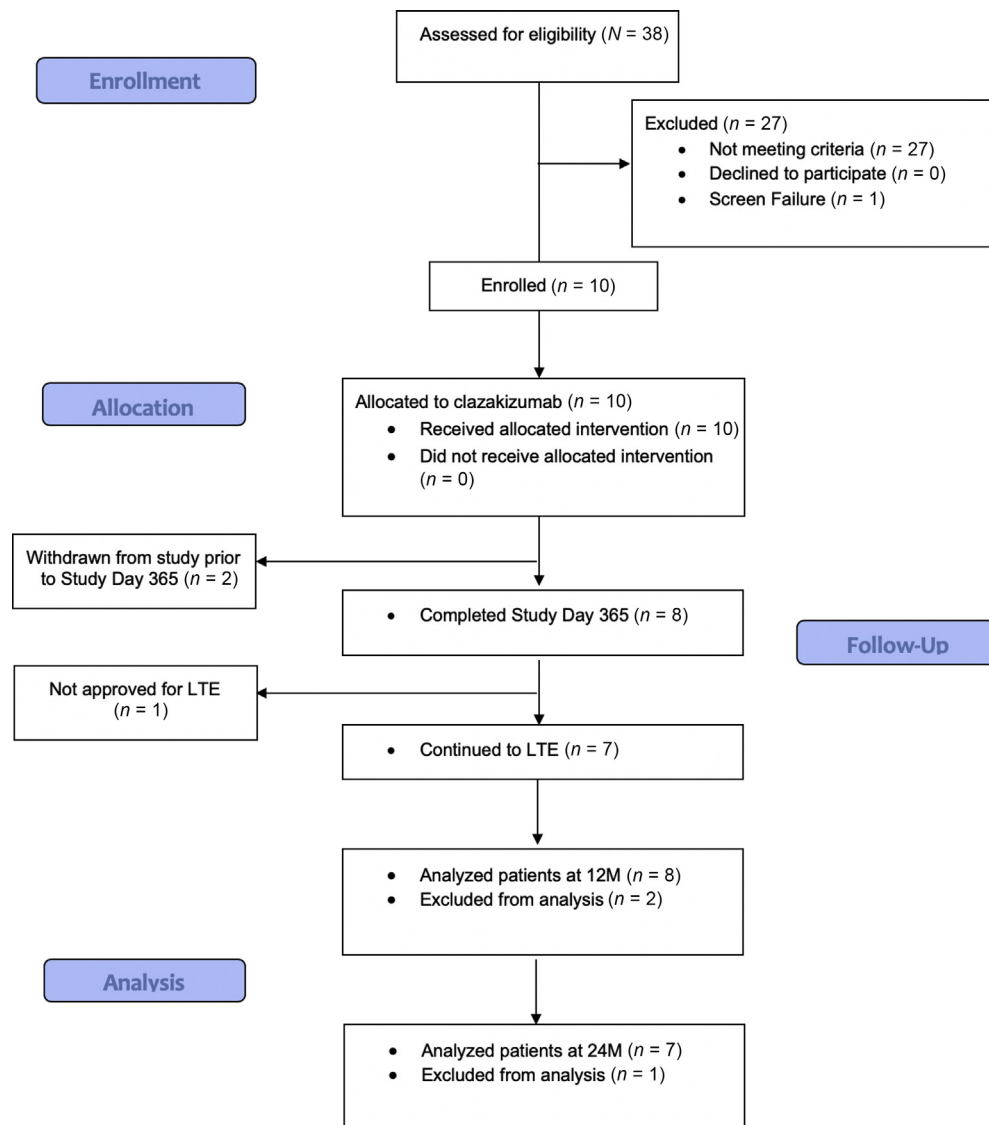 Assessed for eligibility (N = 38)
Enrollment
Excluded (n = 27)
• Not meeting criteria (n = 27)
• Declined to participate (n = 0)
• Screen Failure (n = 1)
Enrolled (n = 10)
Allocation
Allocated to clazakizumab (n = 10)
• Received allocated intervention (n = 10)
• Did not receive allocated intervention
(n = 0)
Withdrawn from study prior
to Study Day 365 (n = 2)
• Completed Study Day 365 (n = 8)
Follow-Up
Not approved for LTE
(n = 1)
• Continued to LTE (n = 7)
• Analyzed patients at 12M (n = 8)
• Excluded from analysis (n = 2)
Analysis
• Analyzed patients at 24M (n = 7)
• Excluded from analysis (n = 1)